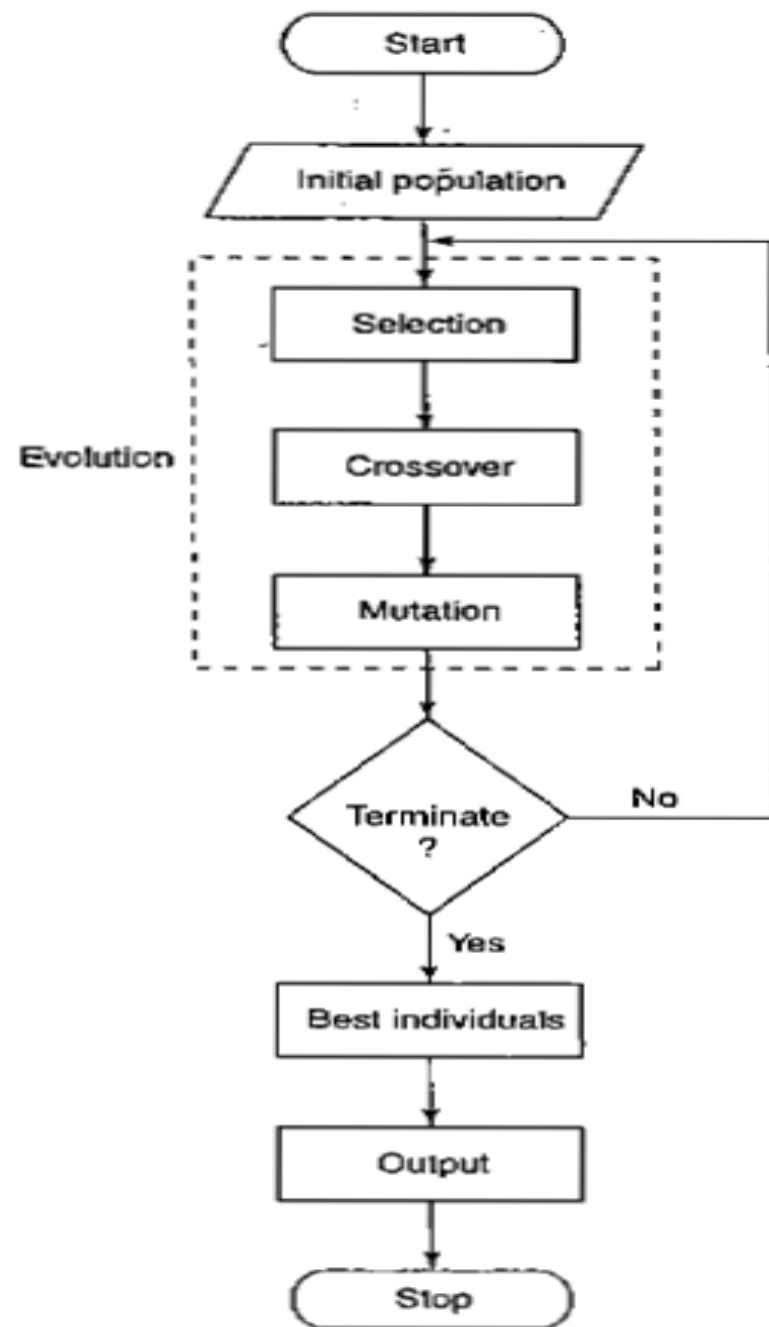 Start
Initial population
Selection
Evolution
Crossover
Mutation
Terminate
?
No
Yes
Best individuals
Output
Stop